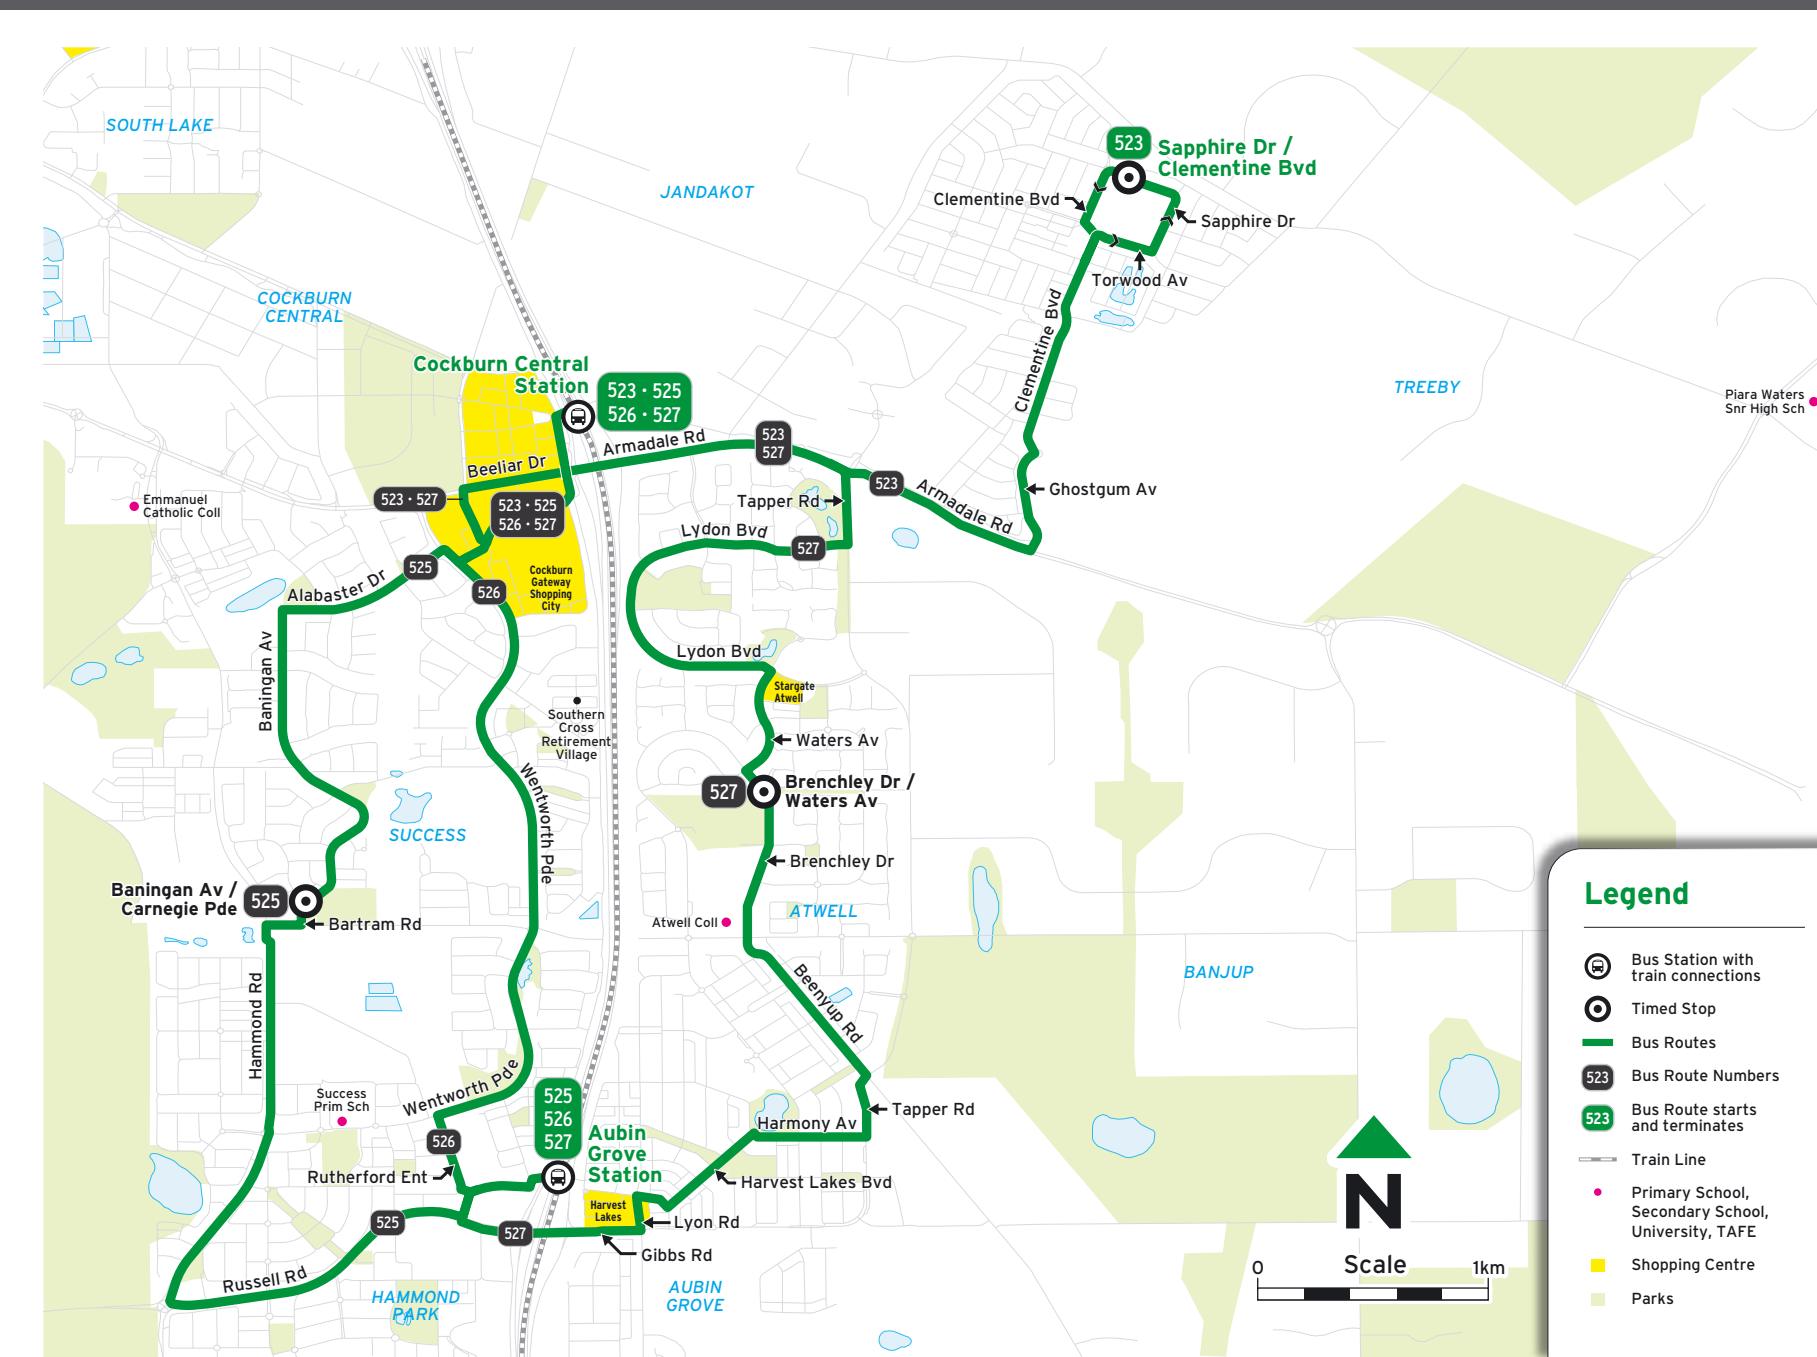 SOUTH LAKE
JANDAKOT
523
Sapphire Dr /
Clementine Bvd
Clementine Bvd
Sapphire Dr
Torwood Av
COCKBURN
CENTRAL
Clementine Bvd
Cockburn Central
Station
523 · 525
526 · 527
TREEBY
Piara Waters
Snr High Sch
Armadale Rd
523
527
Beeliar Dr
523 · 527
523 · 525
526 · 527
Emmanuel
Catholic Coll
Tapper Rd
523
Armadale Rd
Ghostgum Av
Lydon Bvd
527
525
Alabaster Dr
526
Cockburn
Gateway
Shopping
City
Baningan Av
Lydon Bvd
Stargate
Atwell
Southern
Cross
Retirement
Village
Waters Av
Wentworth Pde
527
Brenchley Dr /
Waters Av
SUCCESS
Brenchley Dr
Baningan Av /
Carnegie Pde
525
Bartram Rd
Atwell Coll
ATWELL
BANJUP
Hammond Rd
Beenyup Rd
Success
Prim Sch
Wentworth Pde
525
526
527
Aubin
Grove
Station
Tapper Rd
Harmony Av
526
Rutherford Ent
Harvest Lakes Bvd
Harvest
Lakes
Lyon Rd
525
527
Gibbs Rd
Russell Rd
HAMMOND
PARK
AUBIN
GROVE
N
Scale
0
1km
Legend
Bus Station with
train connections
Timed Stop
Bus Routes
523
Bus Route Numbers
523
Bus Route starts
and terminates
Train Line
Primary School,
Secondary School,
University, TAFE
Shopping Centre
Parks